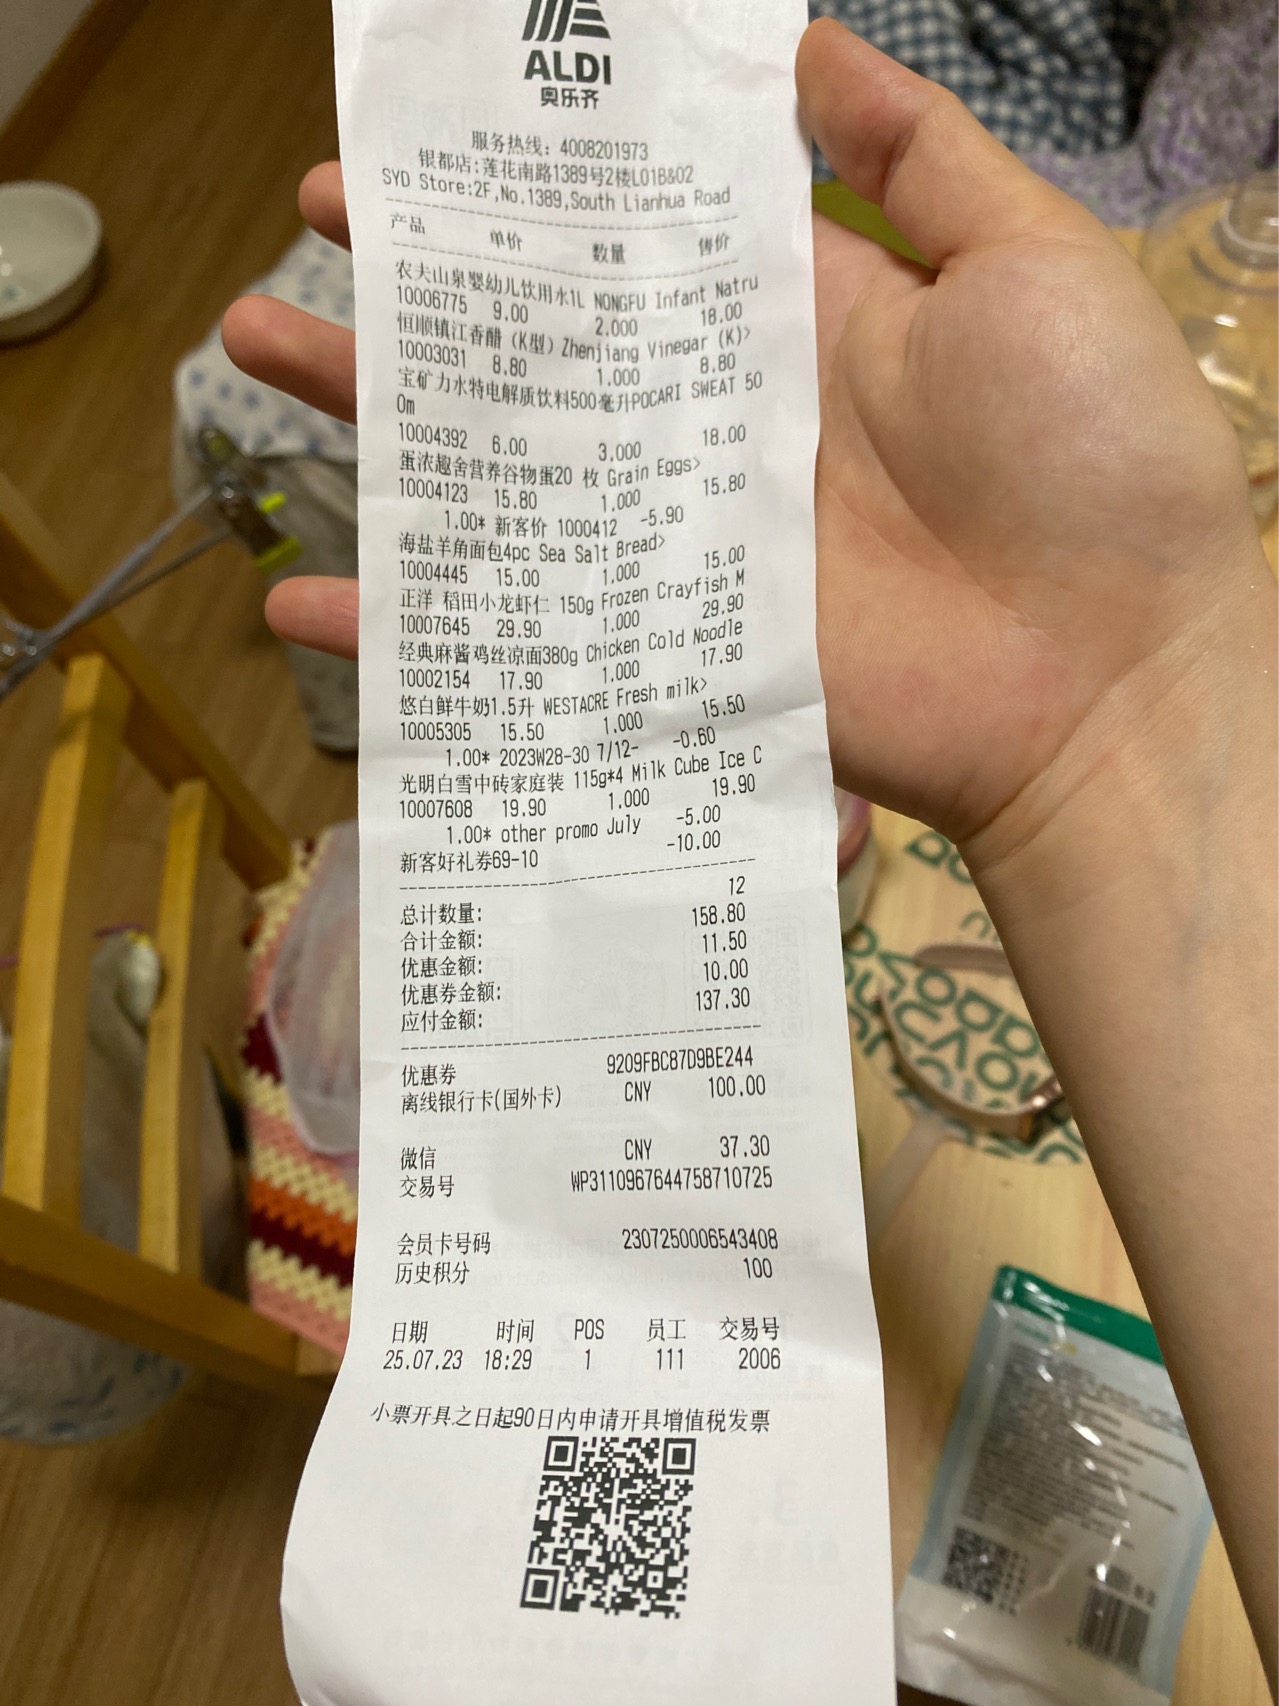 ALDI
奥乐齐
服务热线: 4008201973
银都店:莲花南路1389号2楼L01B&02
SYD Store:2F,No.1389,South Lianhua Road
产品 单价 数量 售价
农夫山泉婴幼儿饮用水1L NONGFU Infant Natru
10006775 9.00 2.000 18.00
恒顺镇江香醋（K型）Zhenjiang Vinegar (K)>
10003031 8.80 1.000 8.80
宝矿力水特电解质饮料500毫升POCARI SWEAT 50
0m
10004392 6.00 3.000 18.00
蛋浓趣舍营养谷物蛋20 枚 Grain Eggs>
10004123 15.80 1.000 15.80
1.00* 新客价 1000412 -5.90
海盐羊角面包4pc Sea Salt Bread>
10004445 15.00 1.000 15.00
正洋 稻田小龙虾仁 150g Frozen Crayfish M
10007645 29.90 1.000 29.90
经典麻酱鸡丝凉面380g Chicken Cold Noodle
10002154 17.90 1.000 17.90
悠白鲜牛奶1.5升 WESTACRE Fresh milk>
10005305 15.50 1.000 15.50
1.00* 2023W28-30 7/12- -0.60
光明白雪中砖家庭装 115g*4 Milk Cube Ice C
10007608 19.90 1.000 19.90
1.00* other promo July -5.00
新客好礼券69-10 -10.00
总计数量: 12
合计金额: 158.80
优惠金额: 11.50
优惠券金额: 10.00
应付金额: 137.30
优惠券 9209FBC87D9BE244
离线银行卡(国外卡) CNY 100.00
微信 CNY 37.30
交易号 WP3110967644758710725
会员卡号码 2307250006543408
历史积分 100
日期 时间 POS 员工 交易号
25.07.23 18:29 1 111 2006
小票开具之日起90日内申请开具增值税发票